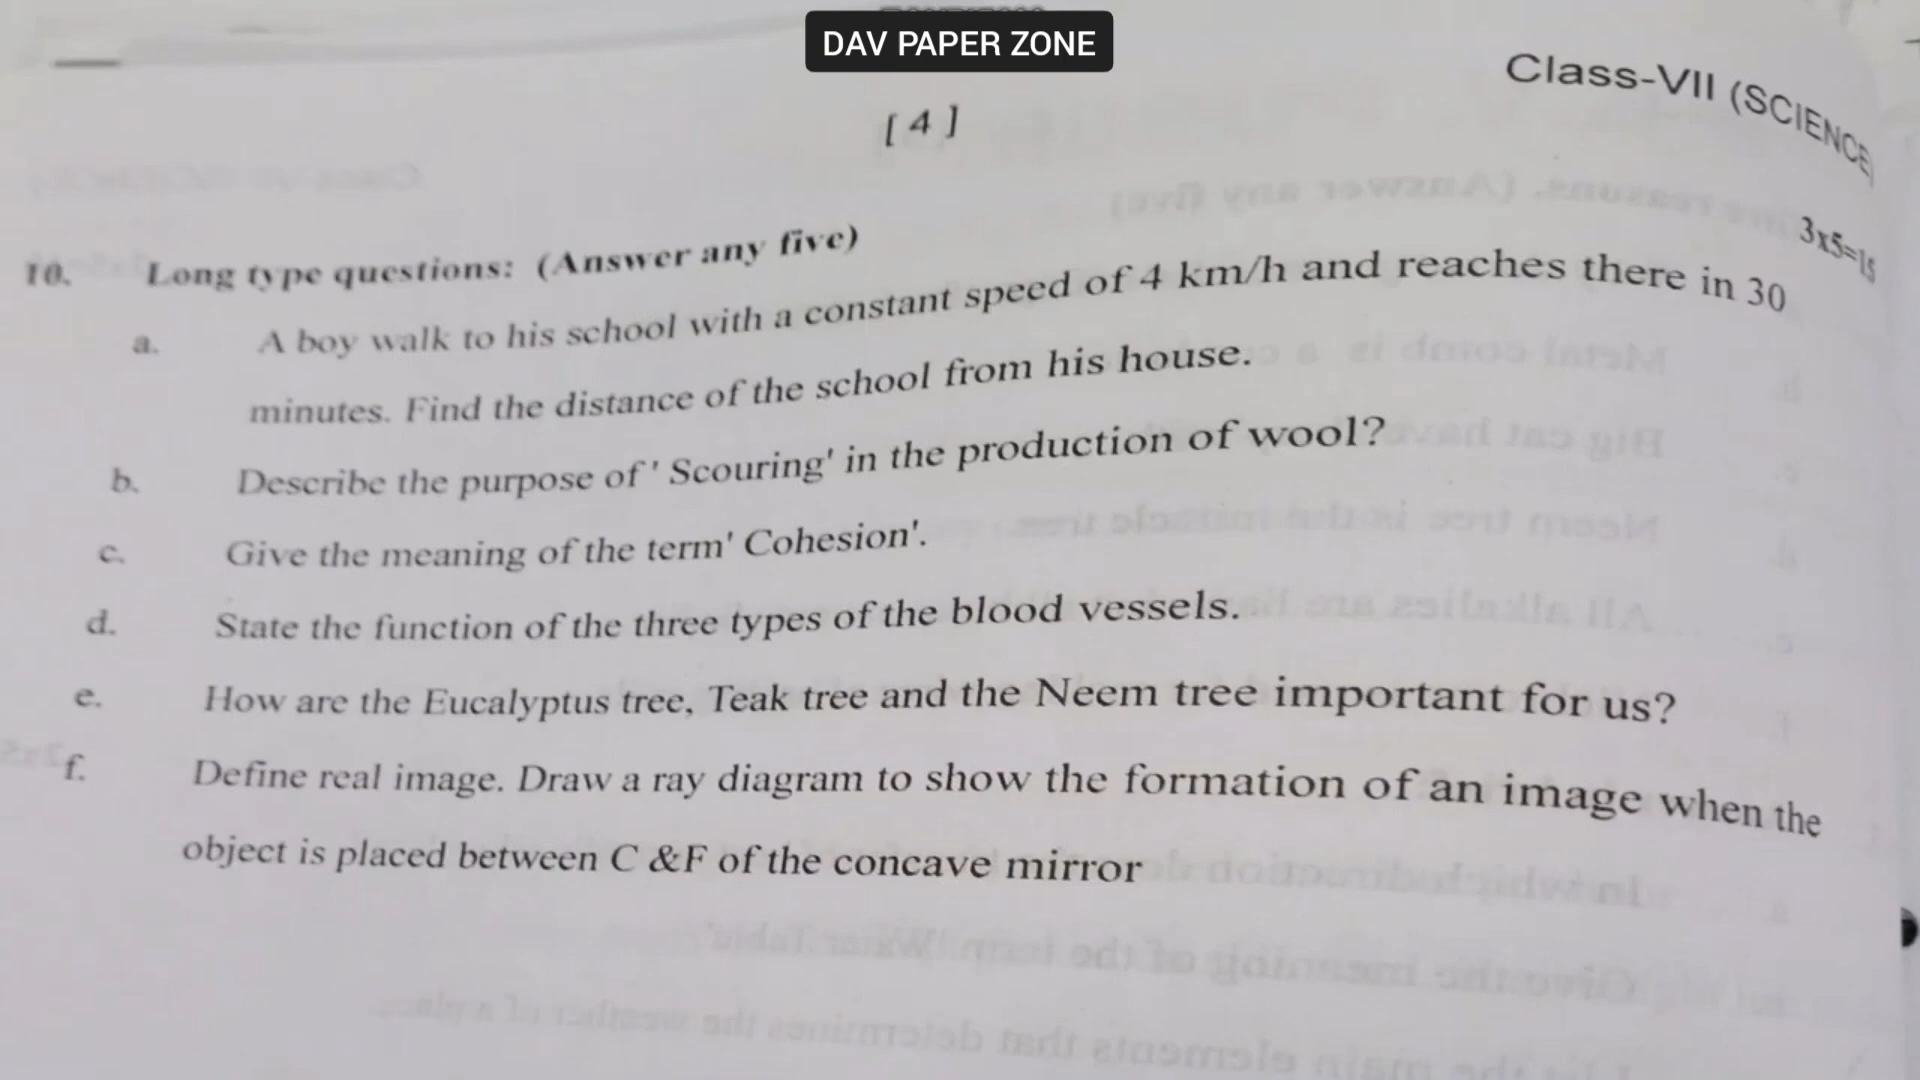 DAV PAPER ZONE
Class-VII (SCIENCE)
[ 4 ]
10. Long type questions: (Answer any five) 3x5=15
a. A boy walk to his school with a constant speed of 4 km/h and reaches there in 30
minutes. Find the distance of the school from his house.
b. Describe the purpose of ' Scouring' in the production of wool?
c. Give the meaning of the term' Cohesion'.
d. State the function of the three types of the blood vessels.
e. How are the Eucalyptus tree, Teak tree and the Neem tree important for us?
f. Define real image. Draw a ray diagram to show the formation of an image when the
object is placed between C &F of the concave mirror